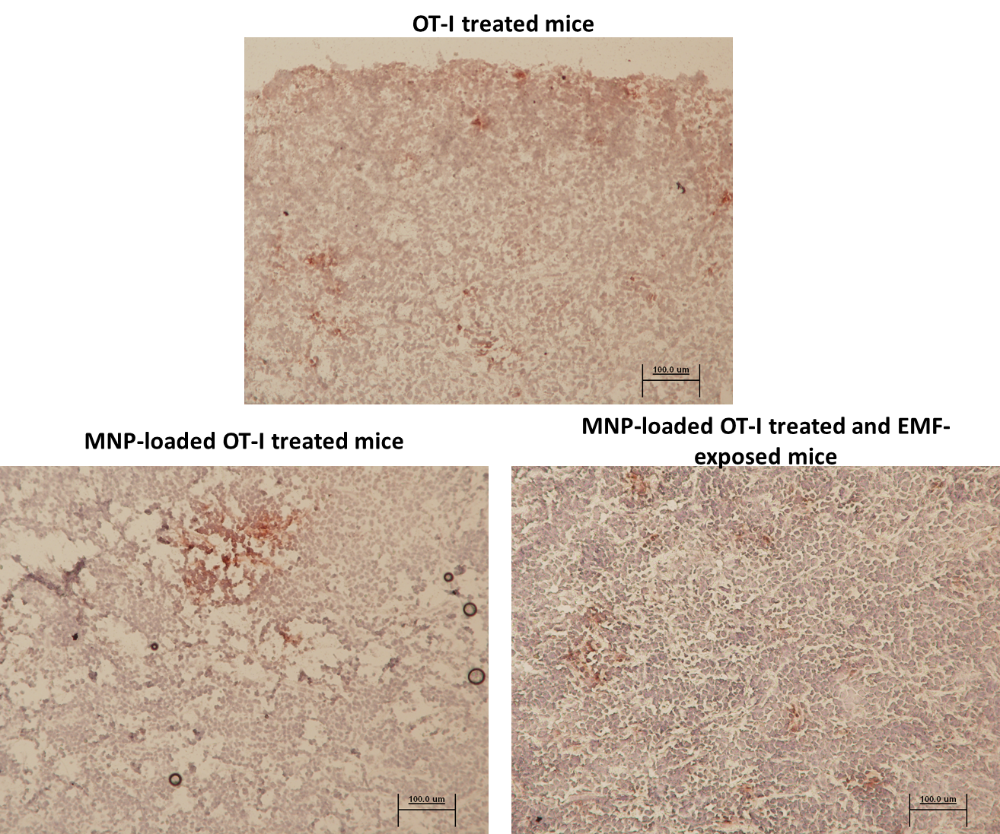 OT-I treated mice
100.0 um
MNP-loaded OT-I treated mice
MNP-loaded OT-I treated and EMF-
exposed mice
100.0 um
100.0 um